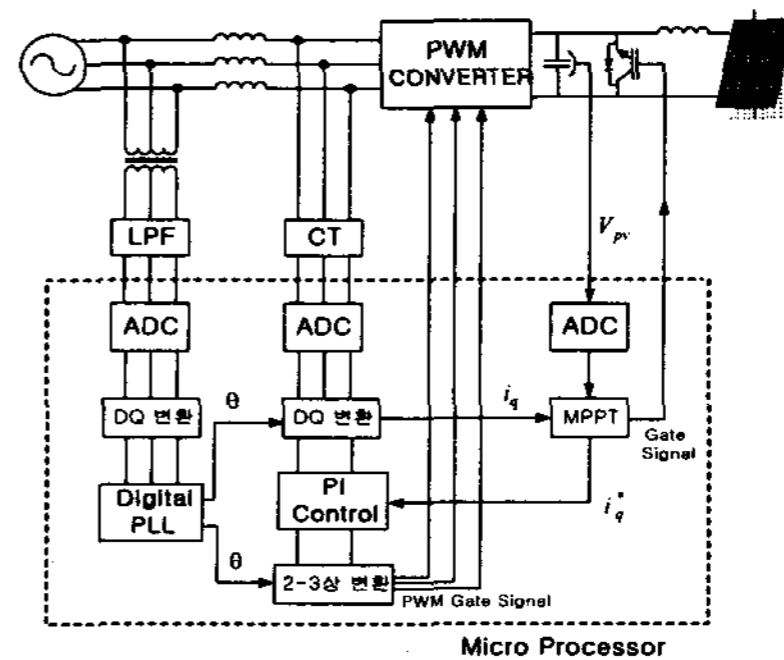 PWM
CONVERTER
LPF
CT
V_pv
ADC
ADC
ADC
DQ 변환
θ
DQ 변환
i_q
MPPT
Gate
Signal
Digital
PLL
PI
Control
i_q*
θ
2-3상 변환
PWM Gate Signal
Micro Processor